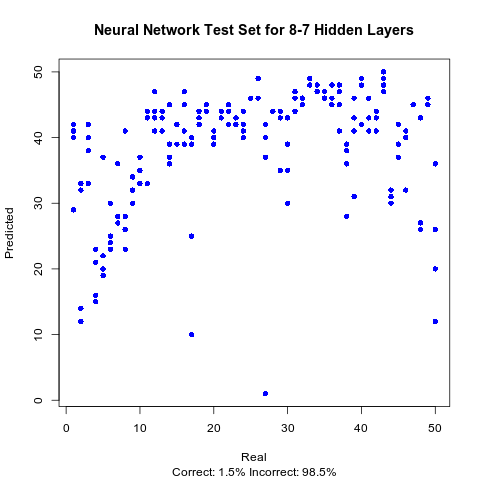 Neural Network Test Set for 8-7 Hidden Layers
Predicted
50
40
30
20
10
0
0 10 20 30 40 50
Real
Correct: 1.5% Incorrect: 98.5%